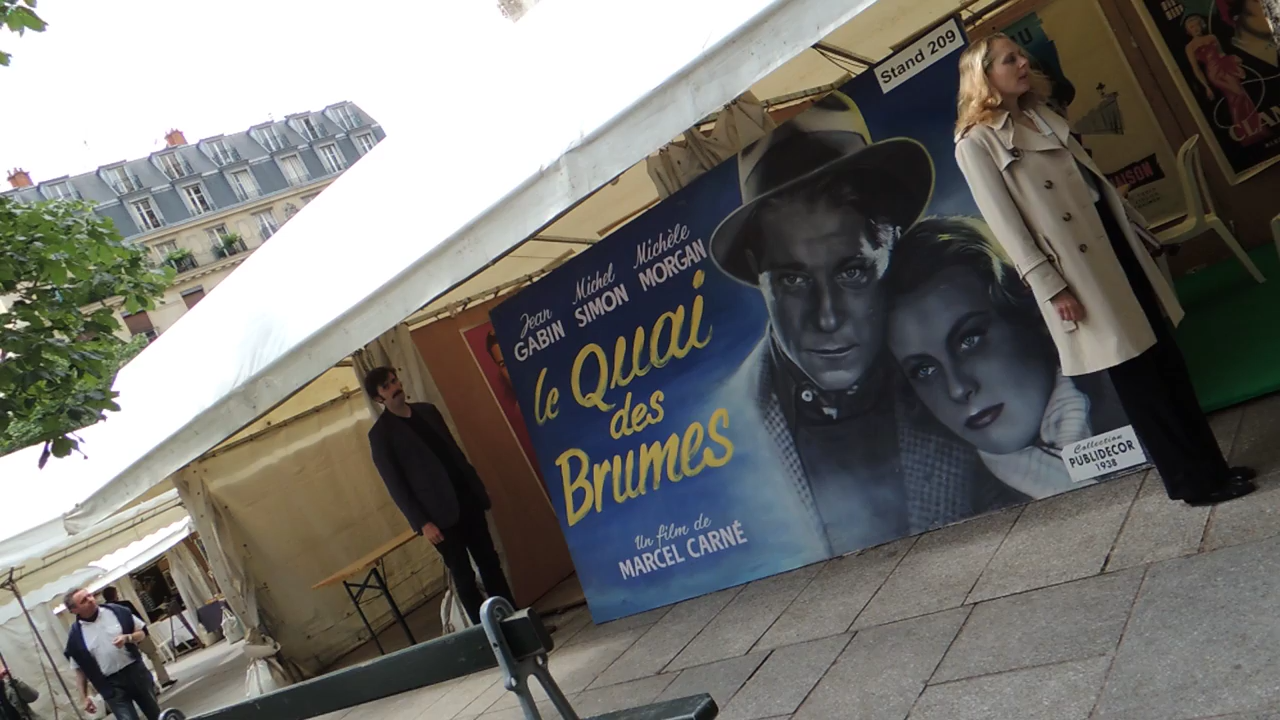 Stand 209
Jean
GABIN
Michel
SIMON
Michèle
MORGAN
le Quai
des
Brumes
Un film de
MARCEL CARNÉ
Collection
PUBLIDECOR
1938